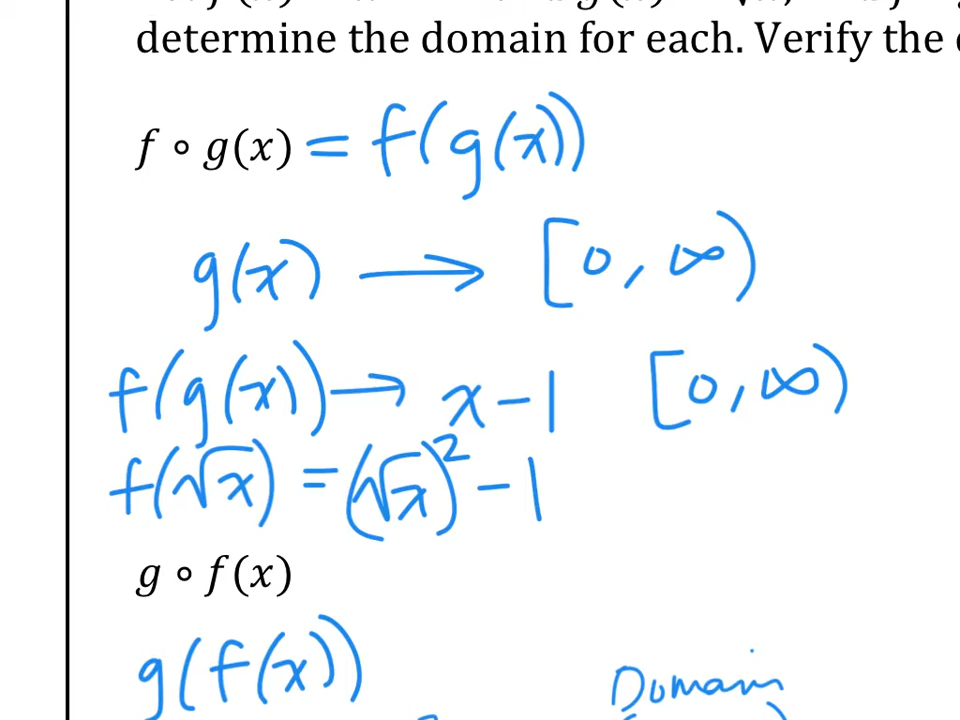 determine the domain for each. Verify the
f ∘ g(x) = f(g(x))
g(x) → [0, ∞)
f(g(x)) → x - 1 [0, ∞)
f(√x) = (√x)² - 1
g ∘ f(x)
g(f(x))
Domain